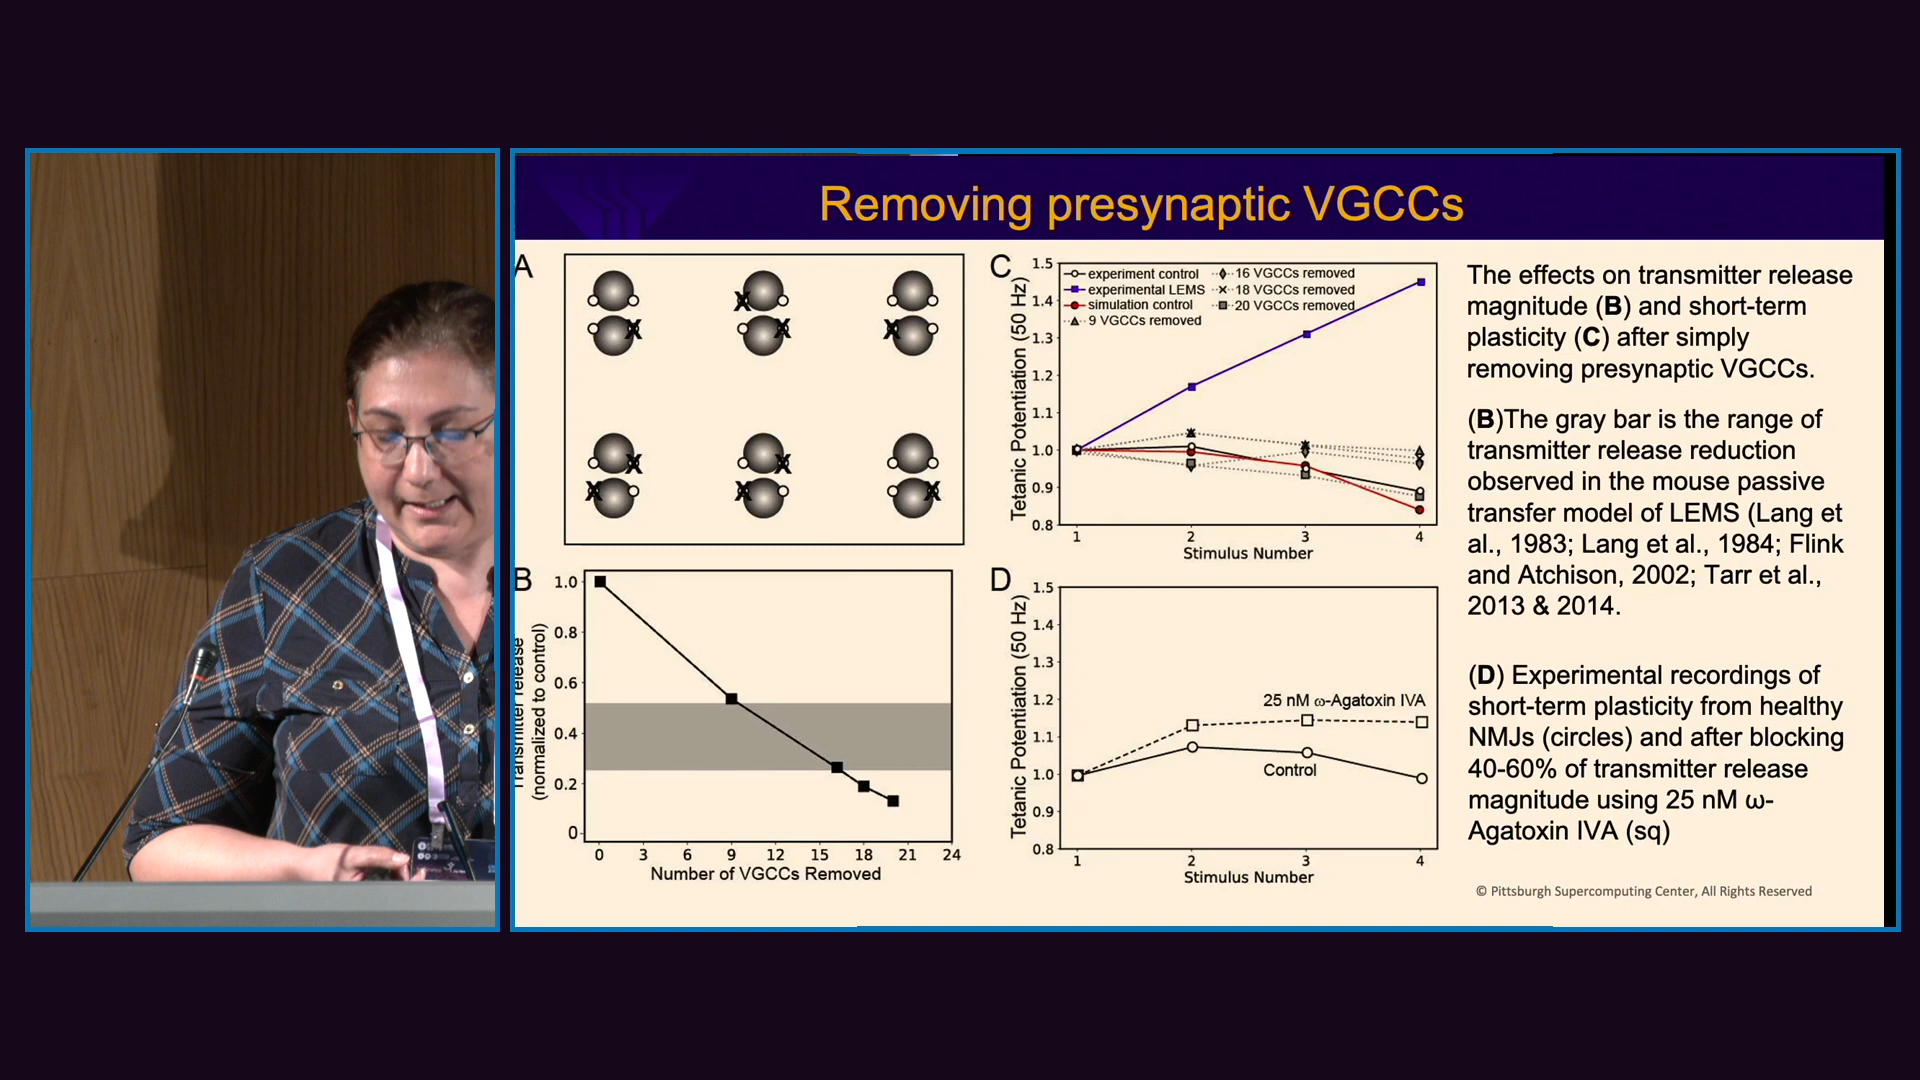 Removing presynaptic VGCCs
A
B
1.0
0.8
0.6
0.4
0.2
0
(normalized to control)
0 3 6 9 12 15 18 21 24
Number of VGCCs Removed
C
1.5
1.4
1.3
1.2
1.1
1.0
0.9
0.8
Tetanic Potentiation (50 Hz)
experiment control
experimental LEMS
simulation control
9 VGCCs removed
16 VGCCs removed
18 VGCCs removed
20 VGCCs removed
1 2 3 4
Stimulus Number
D
1.5
1.4
1.3
1.2
1.1
1.0
0.9
0.8
Tetanic Potentiation (50 Hz)
25 nM ω-Agatoxin IVA
Control
1 2 3 4
Stimulus Number
The effects on transmitter release
magnitude (B) and short-term
plasticity (C) after simply
removing presynaptic VGCCs.
(B)The gray bar is the range of
transmitter release reduction
observed in the mouse passive
transfer model of LEMS (Lang et
al., 1983; Lang et al., 1984; Flink
and Atchison, 2002; Tarr et al.,
2013 & 2014.
(D) Experimental recordings of
short-term plasticity from healthy
NMJs (circles) and after blocking
40-60% of transmitter release
magnitude using 25 nM ω-
Agatoxin IVA (sq)
© Pittsburgh Supercomputing Center, All Rights Reserved